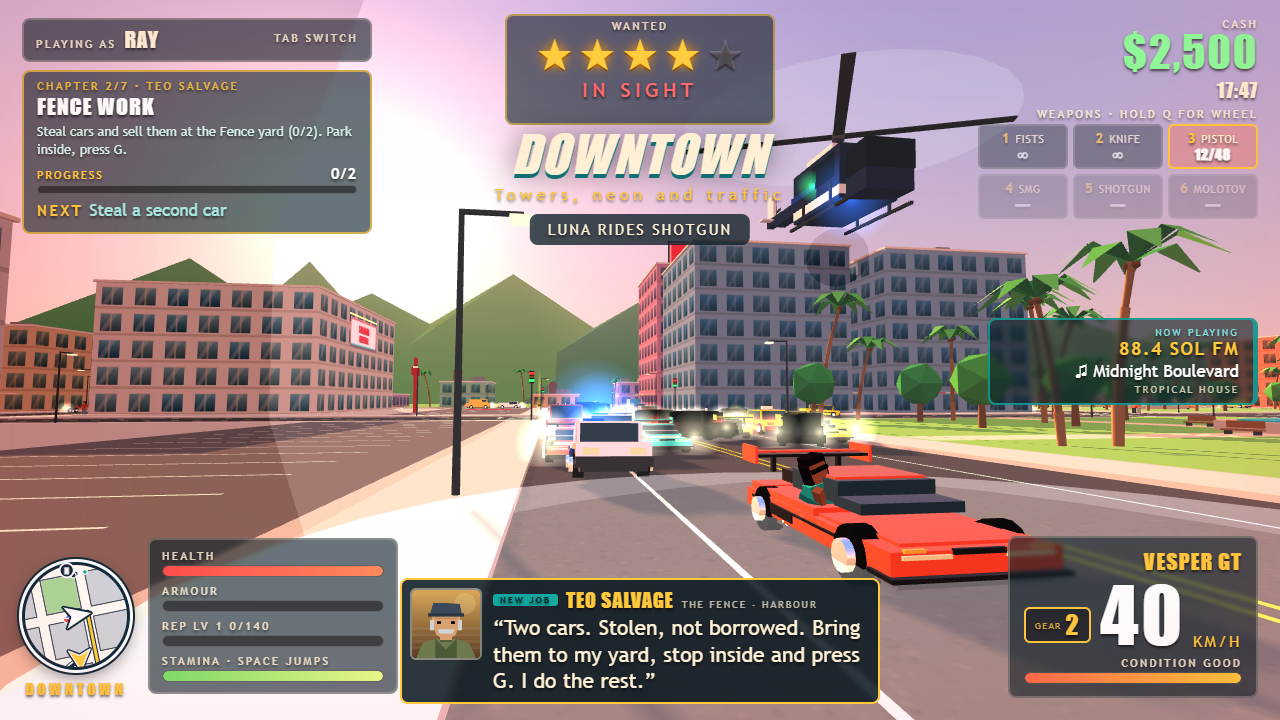 PLAYING AS RAY
TAB SWITCH
CHAPTER 2/7 · TEO SALVAGE
FENCE WORK
Steal cars and sell them at the Fence yard (0/2). Park
inside, press G.
PROGRESS 0/2
NEXT Steal a second car
WANTED
IN SIGHT
DOWNTOWN
Towers, neon and traffic
LUNA RIDES SHOTGUN
CASH
$2,500
17:47
WEAPONS · HOLD Q FOR WHEEL
1 FISTS
∞
2 KNIFE
∞
3 PISTOL
12/48
4 SMG
—
5 SHOTGUN
—
6 MOLOTOV
—
NOW PLAYING
88.4 SOL FM
♫ Midnight Boulevard
TROPICAL HOUSE
HEALTH
ARMOUR
REP LV 1 0/140
STAMINA · SPACE JUMPS
DOWNTOWN
NEW JOB TEO SALVAGE THE FENCE · HARBOUR
“Two cars. Stolen, not borrowed. Bring
them to my yard, stop inside and press
G. I do the rest.”
VESPER GT
GEAR 2 40 KM/H
CONDITION GOOD